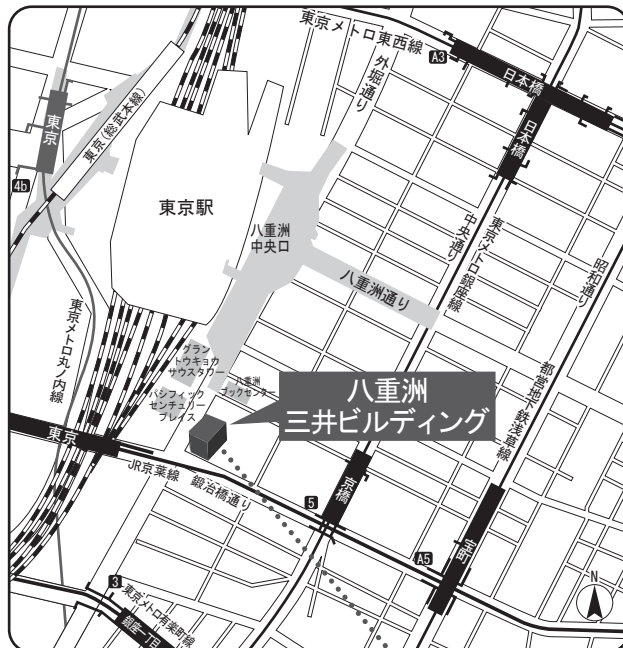 東京メトロ東西線
外堀通り
A3
日本橋
日本橋
東京
東京(総武本線)
4b
東京駅
八重洲
中央口
八重洲通り
中央通り
東京メトロ銀座線
昭和通り
都営地下鉄浅草線
東京メトロ丸ノ内線
グラン
トウキョウ
サウスタワー
八重洲
ブックセンター
パシフィック
センチュリー
プレイス
八重洲
三井ビルディング
東京
JR京葉線
鍛治橋通り
京橋
5
宝町
A5
3
東京メトロ有楽町線
銀座一丁目
N